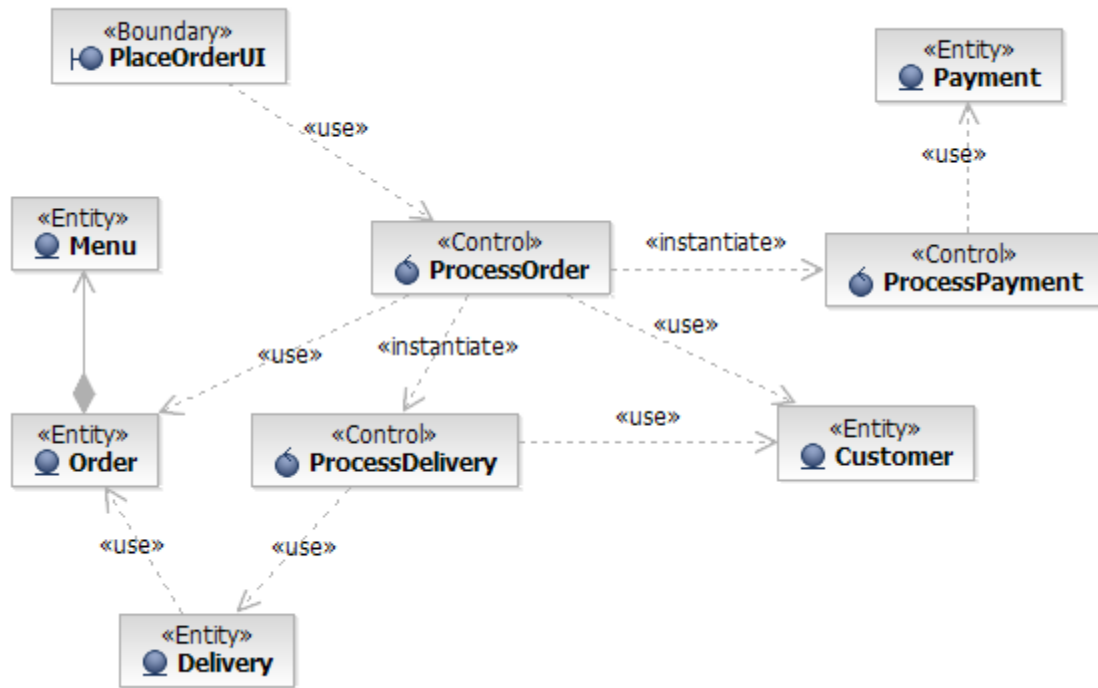 «Boundary»
PlaceOrderUI
«Entity»
Payment
«use»
«use»
«Entity»
Menu
«Control»
ProcessOrder
«instantiate»
«Control»
ProcessPayment
«use»
«instantiate»
«use»
«Entity»
Order
«Control»
ProcessDelivery
«use»
«Entity»
Customer
«use»
«use»
«Entity»
Delivery